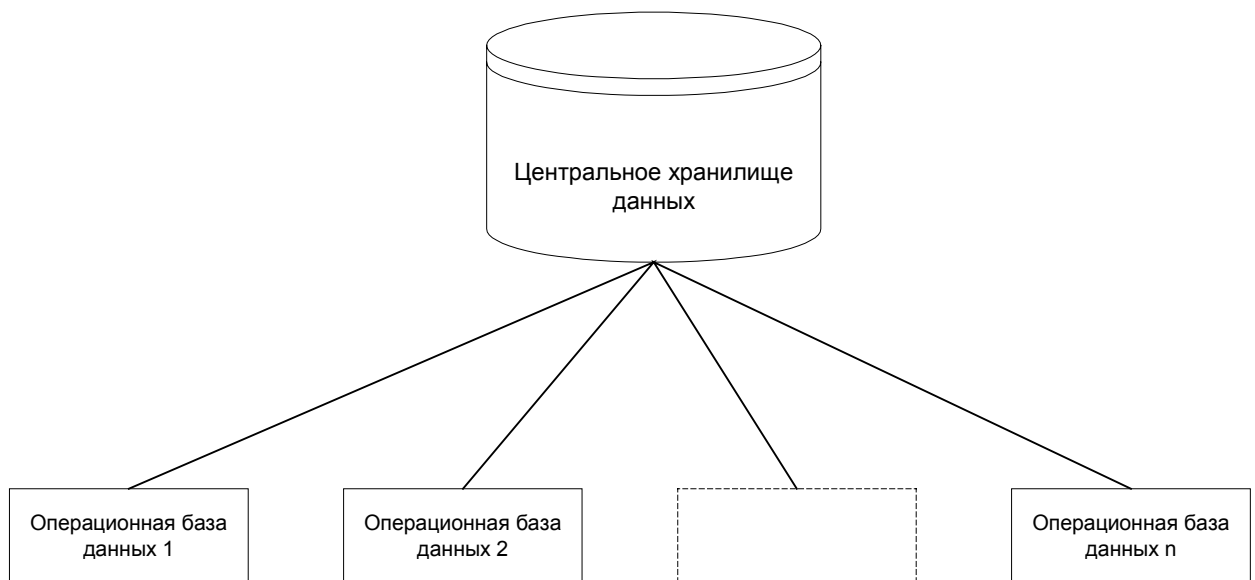 Центральное хранилище
данных
Операционная база
данных 1
Операционная база
данных 2
Операционная база
данных n